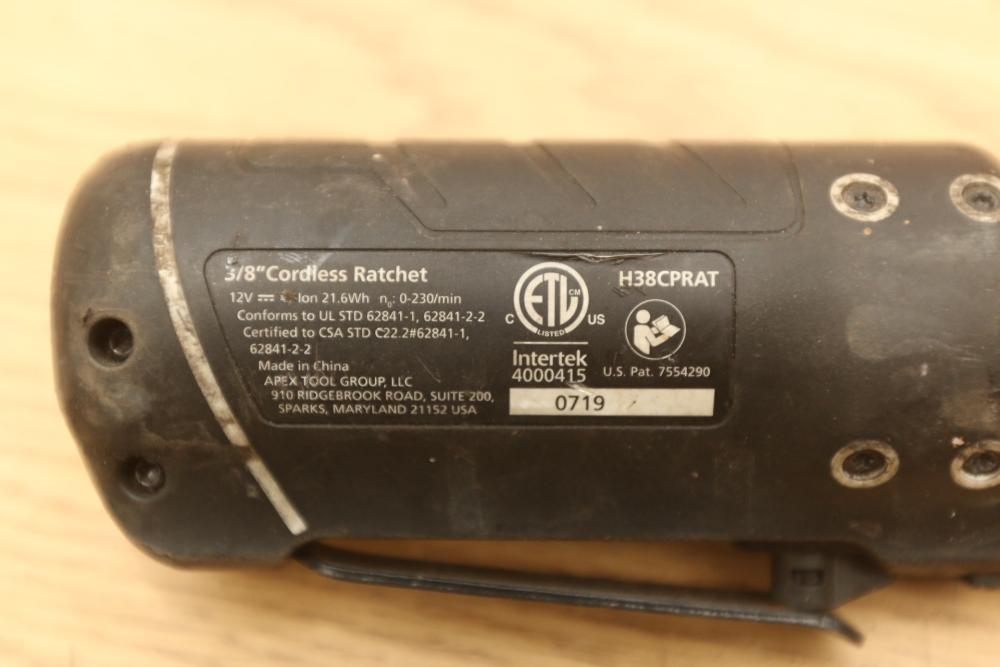 3/8"Cordless Ratchet
12V ⎓ Ion 21.6Wh n₀: 0-230/min
Conforms to UL STD 62841-1, 62841-2-2
Certified to CSA STD C22.2#62841-1,
62841-2-2
Made in China
APEX TOOL GROUP, LLC
910 RIDGEBROOK ROAD, SUITE 200,
SPARKS, MARYLAND 21152 USA
ETL CM
C US
LISTED
Intertek
4000415
H38CPRAT
U.S. Pat. 7554290
0719